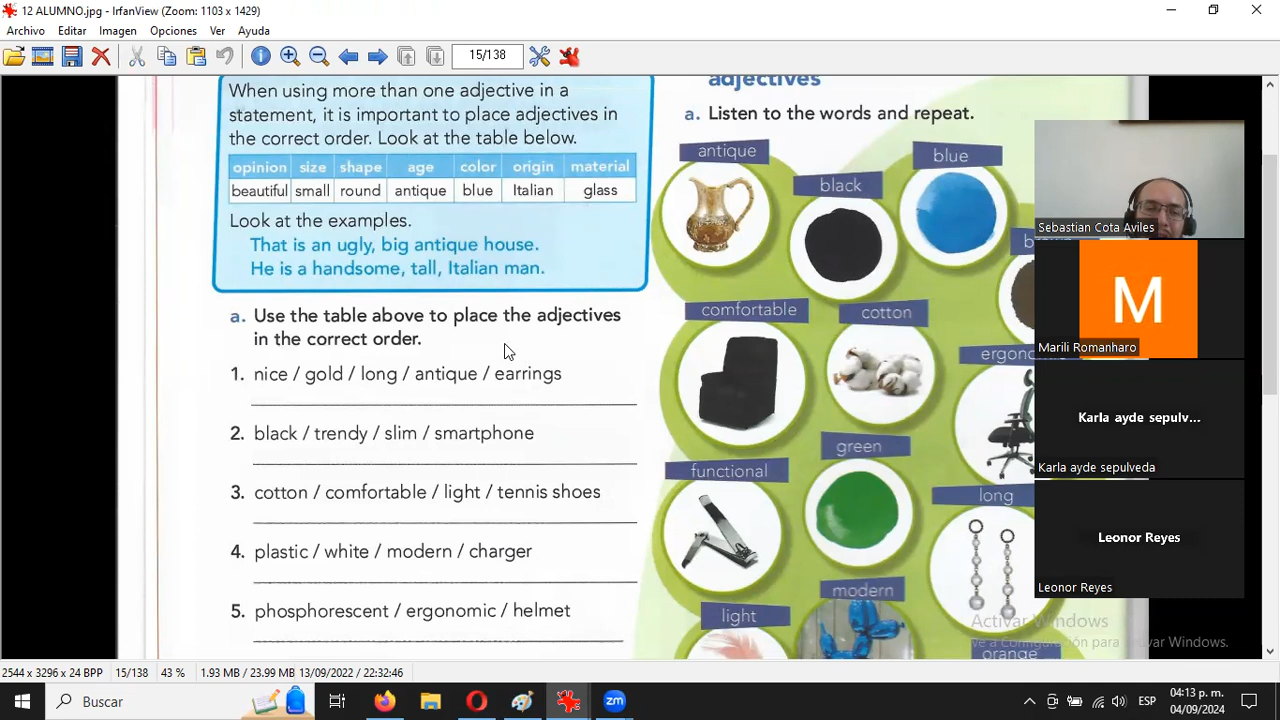 12 ALUMNO.jpg - IrfanView (Zoom: 1103 x 1429)
Archivo Editar Imagen Opciones Ver Ayuda
15/138
When using more than one adjective in a
statement, it is important to place adjectives in
the correct order. Look at the table below.
opinion size shape age color origin material
beautiful small round antique blue Italian glass
Look at the examples.
That is an ugly, big antique house.
He is a handsome, tall, Italian man.
a. Use the table above to place the adjectives
in the correct order.
1. nice / gold / long / antique / earrings
2. black / trendy / slim / smartphone
3. cotton / comfortable / light / tennis shoes
4. plastic / white / modern / charger
5. phosphorescent / ergonomic / helmet
adjectives
a. Listen to the words and repeat.
antique
black
blue
comfortable
cotton
functional
green
long
light
modern
orange
Sebastian Cota Aviles
M
Marili Romanharo
Karla ayde sepulv...
Karla ayde sepulveda
Leonor Reyes
Leonor Reyes
Activar Windows
ve a Configuración para activar Windows.
2544 x 3296 x 24 BPP 15/138 43 % 1.93 MB / 23.99 MB 13/09/2022 / 22:32:46
Buscar
zm
ESP
04:13 p. m.
04/09/2024